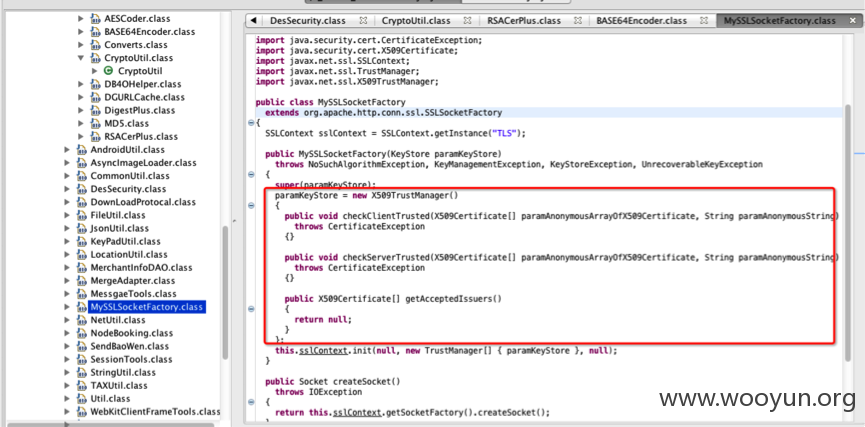 AESCoder.class
BASE64Encoder.class
Converts.class
CryptoUtil.class
CryptoUtil
DB4OHelper.class
DGURLCache.class
DigestPlus.class
MD5.class
RSACerPlus.class
AndroidUtil.class
AsyncImageLoader.class
CommonUtil.class
DesSecurity.class
DownLoadProtocal.class
FileUtil.class
JsonUtil.class
KeyPadUtil.class
LocationUtil.class
MerchantInfoDAO.class
MergeAdapter.class
MessgaeTools.class
MySSLSocketFactory.class
NetUtil.class
NodeBooking.class
SendBaoWen.class
SessionTools.class
StringUtil.class
TAXUtil.class
Util.class
WebKitClientFrameTools.class
DesSecurity.class CryptoUtil.class RSACerPlus.class BASE64Encoder.class MySSLSocketFactory.class
import java.security.cert.CertificateException;
import java.security.cert.X509Certificate;
import javax.net.ssl.SSLContext;
import javax.net.ssl.TrustManager;
import javax.net.ssl.X509TrustManager;
public class MySSLSocketFactory
extends org.apache.http.conn.ssl.SSLSocketFactory
{
SSLContext sslContext = SSLContext.getInstance("TLS");
public MySSLSocketFactory(KeyStore paramKeyStore)
throws NoSuchAlgorithmException, KeyManagementException, KeyStoreException, UnrecoverableKeyException
{
super(paramKeyStore);
paramKeyStore = new X509TrustManager()
{
public void checkClientTrusted(X509Certificate[] paramAnonymousArrayOfX509Certificate, String paramAnonymousString)
throws CertificateException
{}
public void checkServerTrusted(X509Certificate[] paramAnonymousArrayOfX509Certificate, String paramAnonymousString)
throws CertificateException
{}
public X509Certificate[] getAcceptedIssuers()
{
return null;
}
};
this.sslContext.init(null, new TrustManager[] { paramKeyStore }, null);
}
public Socket createSocket()
throws IOException
{
return this.sslContext.getSocketFactory().createSocket();
www.wooyun.org